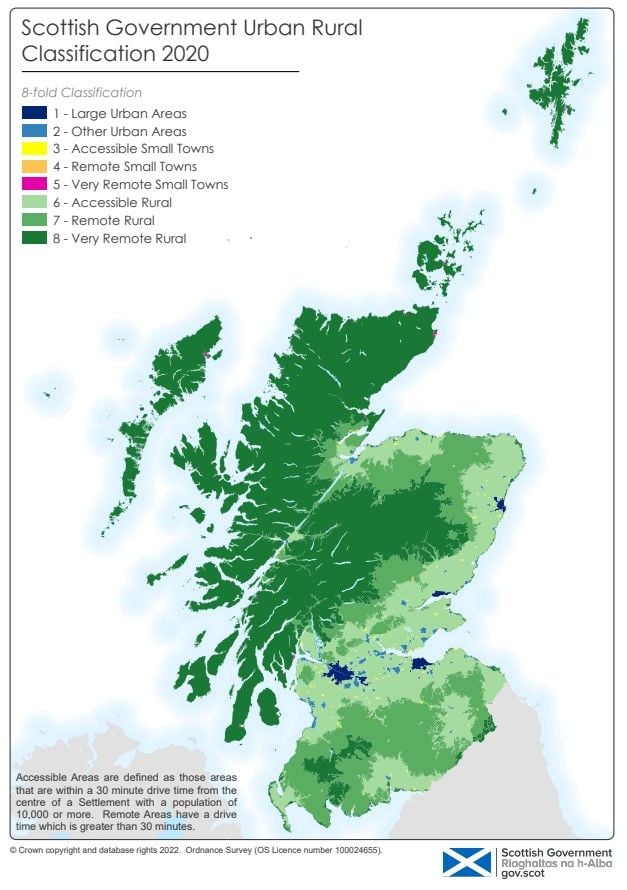 Scottish Government Urban Rural
Classification 2020
8-fold Classification
1 - Large Urban Areas
2 - Other Urban Areas
3 - Accessible Small Towns
4 - Remote Small Towns
5 - Very Remote Small Towns
6 - Accessible Rural
7 - Remote Rural
8 - Very Remote Rural
Accessible Areas are defined as those areas
that are within a 30 minute drive time from the
centre of a Settlement with a population of
10,000 or more. Remote Areas have a drive
time which is greater than 30 minutes.
© Crown copyright and database rights 2022. Ordnance Survey (OS Licence number 100024655).
Scottish Government
Riaghaltas na h-Alba
gov.scot